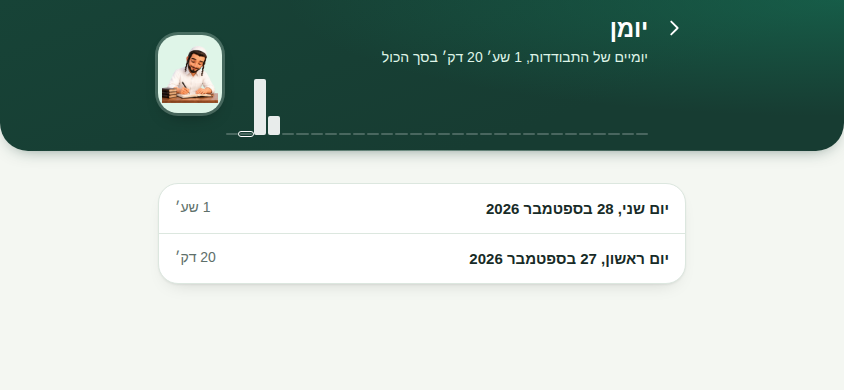 יומן
יומיים של התבודדות, 1 שע׳ 20 דק׳ בסך הכול
יום שני, 28 בספטמבר 2026
1 שע׳
יום ראשון, 27 בספטמבר 2026
20 דק׳